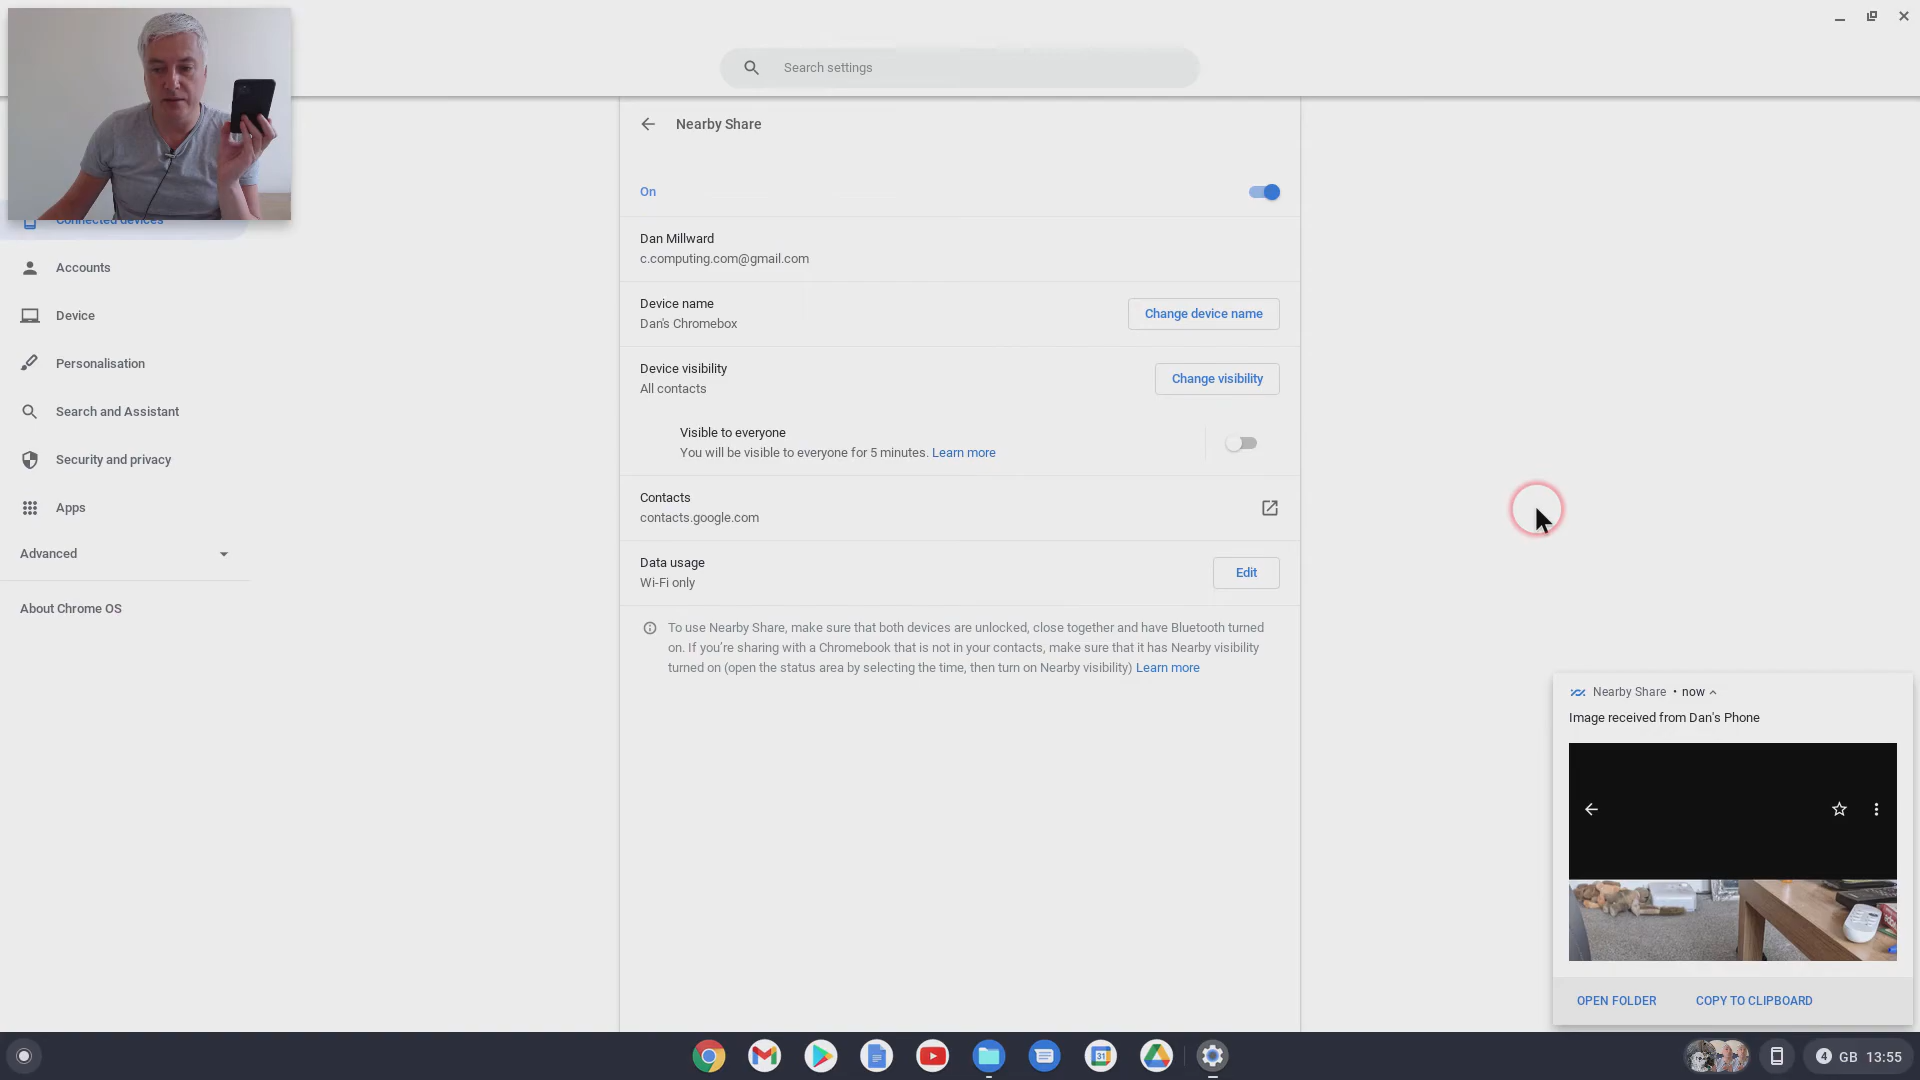 Search settings
Nearby Share
On
Dan Millward
c.computing.com@gmail.com
Device name
Dan's Chromebox
Change device name
Device visibility
All contacts
Change visibility
Visible to everyone
You will be visible to everyone for 5 minutes. Learn more
Contacts
contacts.google.com
Data usage
Wi-Fi only
Edit
To use Nearby Share, make sure that both devices are unlocked, close together and have Bluetooth turned
on. If you're sharing with a Chromebook that is not in your contacts, make sure that it has Nearby visibility
turned on (open the status area by selecting the time, then turn on Nearby visibility) Learn more
Connected devices
Accounts
Device
Personalisation
Search and Assistant
Security and privacy
Apps
Advanced
About Chrome OS
Nearby Share • now
Image received from Dan's Phone
OPEN FOLDER COPY TO CLIPBOARD
31
4 GB 13:55